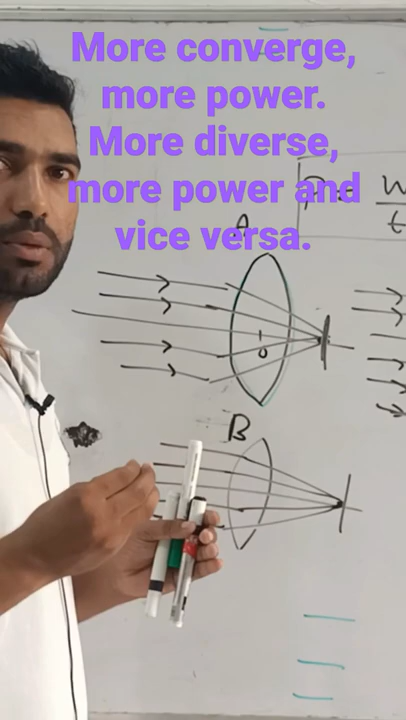 More converge,
more power.
More diverse,
more power and
vice versa.
A
P = W
t
O
B